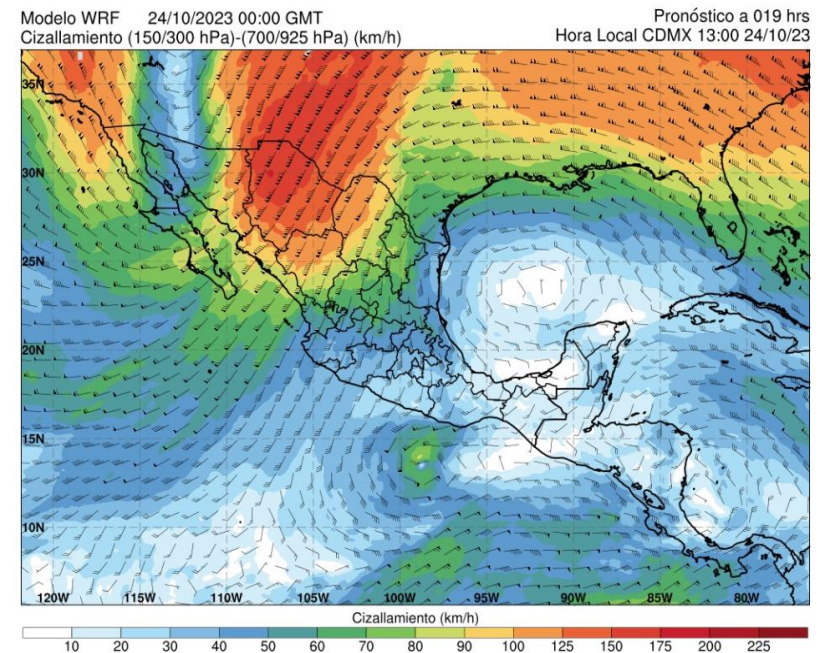 Modelo WRF 24/10/2023 00:00 GMT
Pronóstico a 019 hrs
Cizallamiento (150/300 hPa)-(700/925 hPa) (km/h)
Hora Local CDMX 13:00 24/10/23
35N
30N
25N
20N
15N
10N
120W 115W 110W 105W 100W 95W 90W 85W 80W
Cizallamiento (km/h)
10 20 30 40 50 60 70 80 90 100 125 150 175 200 225